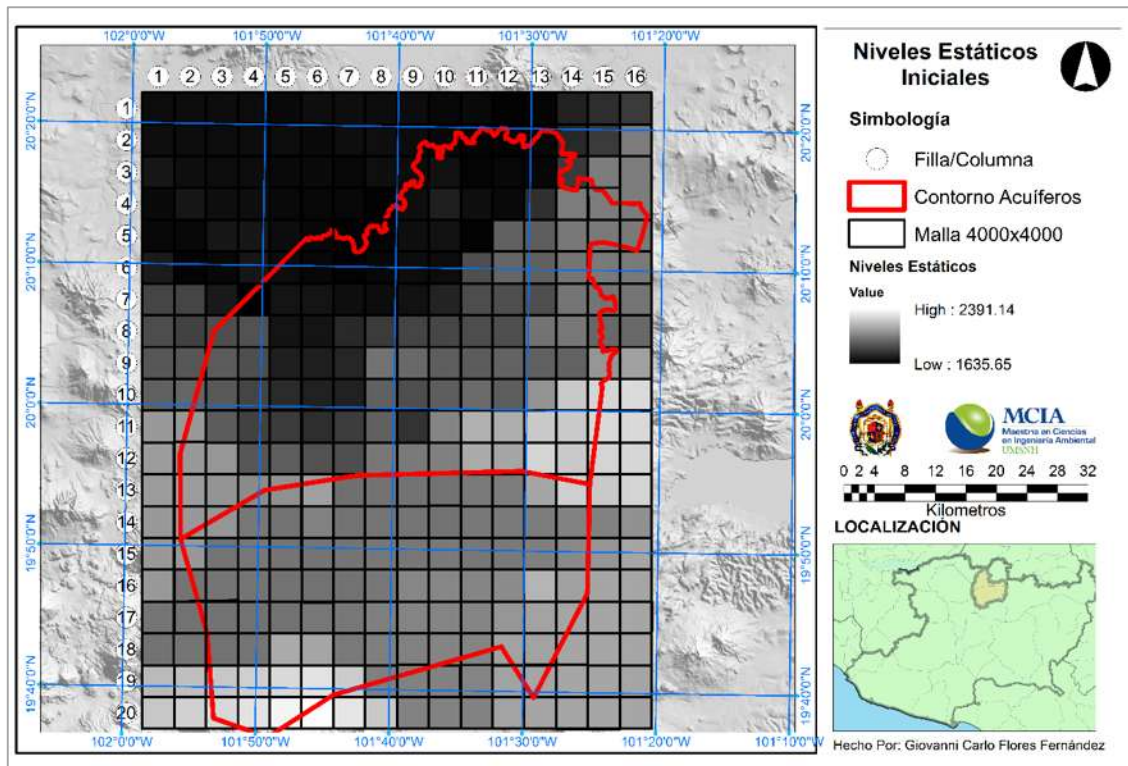 102°0'0"W 101°50'0"W 101°40'0"W 101°30'0"W 101°20'0"W
1 2 3 4 5 6 7 8 9 10 11 12 13 14 15 16
1
2
3
4
5
6
7
8
9
10
11
12
13
14
15
16
17
18
19
20
20°20'0"N
20°10'0"N
20°0'0"N
19°50'0"N
19°40'0"N
20°20'0"N
20°10'0"N
20°0'0"N
19°50'0"N
19°40'0"N
102°0'0"W 101°50'0"W 101°40'0"W 101°30'0"W 101°20'0"W 101°10'0"W
Niveles Estáticos
Iniciales
Simbología
Filla/Columna
Contorno Acuíferos
Malla 4000x4000
Niveles Estáticos
Value
High : 2391.14
Low : 1635.65
MCIA
Maestría en Ciencias
en Ingeniería Ambiental
UMSNH
0 2 4 8 12 16 20 24 28 32
Kilometros
LOCALIZACIÓN
Hecho Por: Giovanni Carlo Flores Fernández